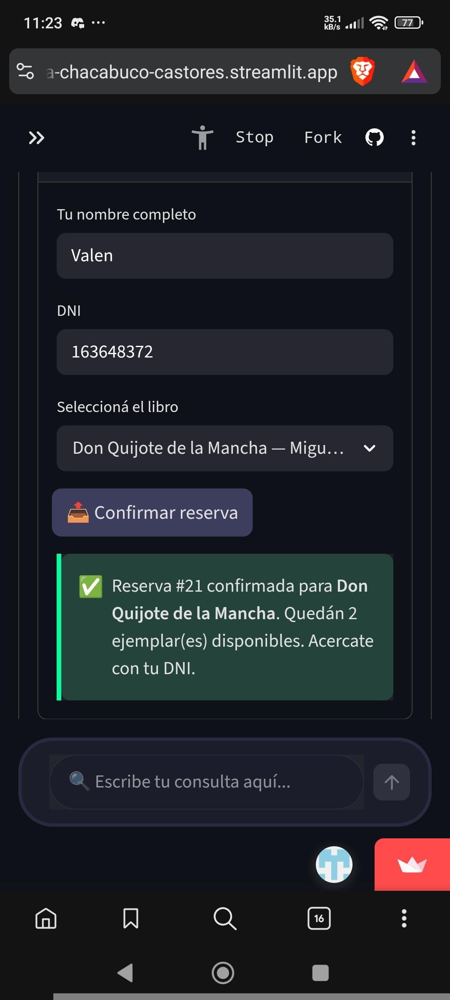 11:23
35.1
kB/s
77
a-chacabuco-castores.streamlit.app
Stop
Fork
Tu nombre completo
Valen
DNI
163648372
Seleccioná el libro
Don Quijote de la Mancha — Migu...
Confirmar reserva
Reserva #21 confirmada para Don
Quijote de la Mancha. Quedán 2
ejemplar(es) disponibles. Acercate
con tu DNI.
Escribe tu consulta aquí...
16